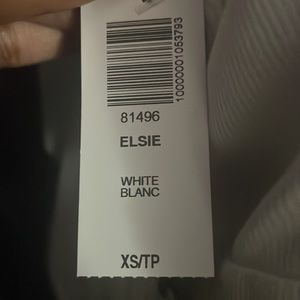 10000001053793
81496
ELSIE
WHITE
BLANC
XS/TP